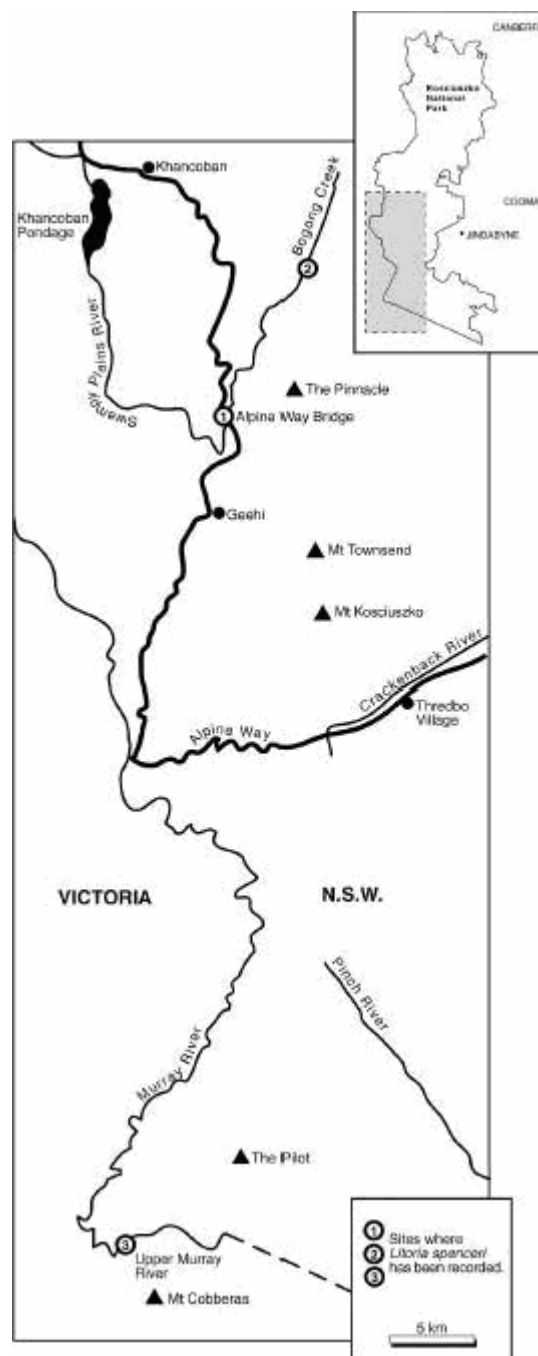 CANBERR
Kosciuszko
National
Park
COOMA
JINDABYNE
Khancoban
Khancoban
Pondage
Bogong Creek
2
Swampy Plains River
The Pinnacle
1
Alpine Way Bridge
Geehi
Mt Townsend
Mt Kosciuszko
Crackenback River
Thredbo
Village
Alpine Way
VICTORIA
N.S.W.
Pinch River
Murray River
The Pilot
3
Upper Murray
River
Mt Cobberas
1 Sites where
2 Litoria spenceri
3 has been recorded.
5 km